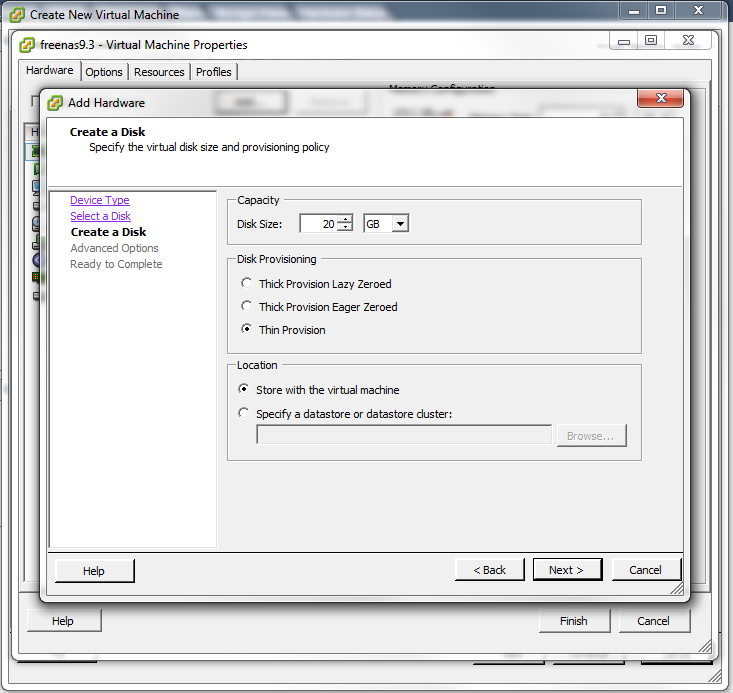 Create New Virtual Machine
freenas9.3 - Virtual Machine Properties
Hardware Options Resources Profiles
Memory Configuration
Add Hardware
Create a Disk
Specify the virtual disk size and provisioning policy
Device Type
Select a Disk
Create a Disk
Advanced Options
Ready to Complete
Capacity
Disk Size: 20 GB
Disk Provisioning
Thick Provision Lazy Zeroed
Thick Provision Eager Zeroed
Thin Provision
Location
Store with the virtual machine
Specify a datastore or datastore cluster:
Browse...
Help < Back Next > Cancel
Help Finish Cancel